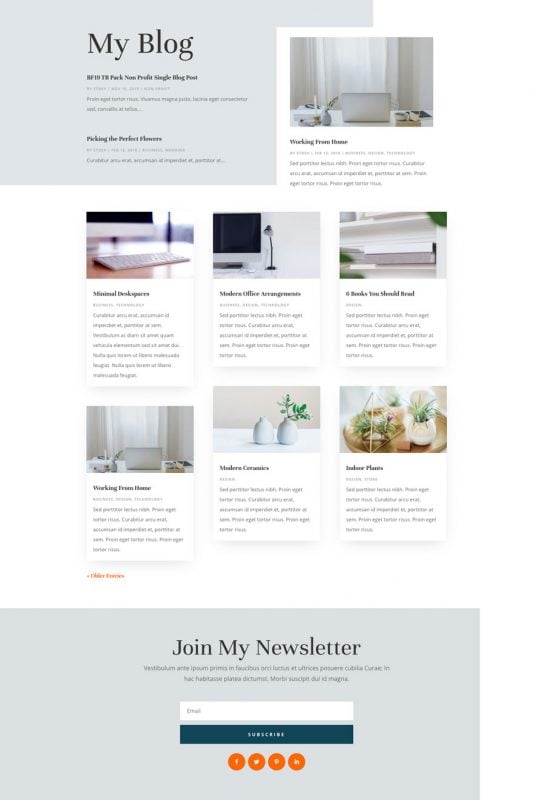 My Blog
BF19 TB Pack Non Profit Single Blog Post
BY ETDEV | NOV 19, 2019 | NON PROFIT
Proin eget tortor risus. Vivamus magna justo, lacinia eget consectetur
sed, convallis at tellus....
Picking the Perfect Flowers
BY ETDEV | FEB 12, 2019 | BUSINESS,
Curabitur arcu erat, accumsan id imperdiet et, porttitor at...
Working From Home
BY ETDEV | FEB 12, 2019 | BUSINESS, DESIGN, TECHNOLOGY
Sed porttitor lectus nibh. Proin eget tortor risus. Curabitur
arcu erat, accumsan id imperdiet et, porttitor at sem. Proin eget
tortor risus. Proin eget tortor risus.
Minimal Deskspaces
BUSINESS, TECHNOLOGY
Curabitur arcu erat, accumsan id
imperdiet et, porttitor at sem.
Vestibulum ac diam sit amet quam
vehicula elementum sed sit amet dui.
Nulla quis lorem ut libero malesuada
feugiat. Nulla quis lorem ut libero
malesuada feugiat.
Modern Office Arrangements
BUSINESS, DESIGN, TECHNOLOGY
Sed porttitor lectus nibh. Proin eget
tortor risus. Curabitur arcu erat,
accumsan id imperdiet et, porttitor at
sem. Proin eget tortor risus. Proin eget
tortor risus.
6 Books You Should Read
DESIGN
Sed porttitor lectus nibh. Proin eget
tortor risus. Curabitur arcu erat,
accumsan id imperdiet et, porttitor at
sem. Proin eget tortor risus. Proin eget
tortor risus.
Working From Home
BUSINESS, DESIGN, TECHNOLOGY
Sed porttitor lectus nibh. Proin eget
tortor risus. Curabitur arcu erat,
accumsan id imperdiet et, porttitor at
sem. Proin eget tortor risus. Proin eget
tortor risus.
Modern Ceramics
DESIGN
Sed porttitor lectus nibh. Proin eget
tortor risus. Curabitur arcu erat,
accumsan id imperdiet et, porttitor at
sem. Proin eget tortor risus. Proin eget
tortor risus.
Indoor Plants
DESIGN, STORE
Sed porttitor lectus nibh. Proin eget
tortor risus. Curabitur arcu erat,
accumsan id imperdiet et, porttitor at
sem. Proin eget tortor risus. Proin eget
tortor risus.
« Older Entries
Join My Newsletter
Vestibulum ante ipsum primis in faucibus orci luctus et ultrices posuere cubilia Curae; In
hac habitasse platea dictumst. Morbi suscipit dui id magna.
Email
SUBSCRIBE